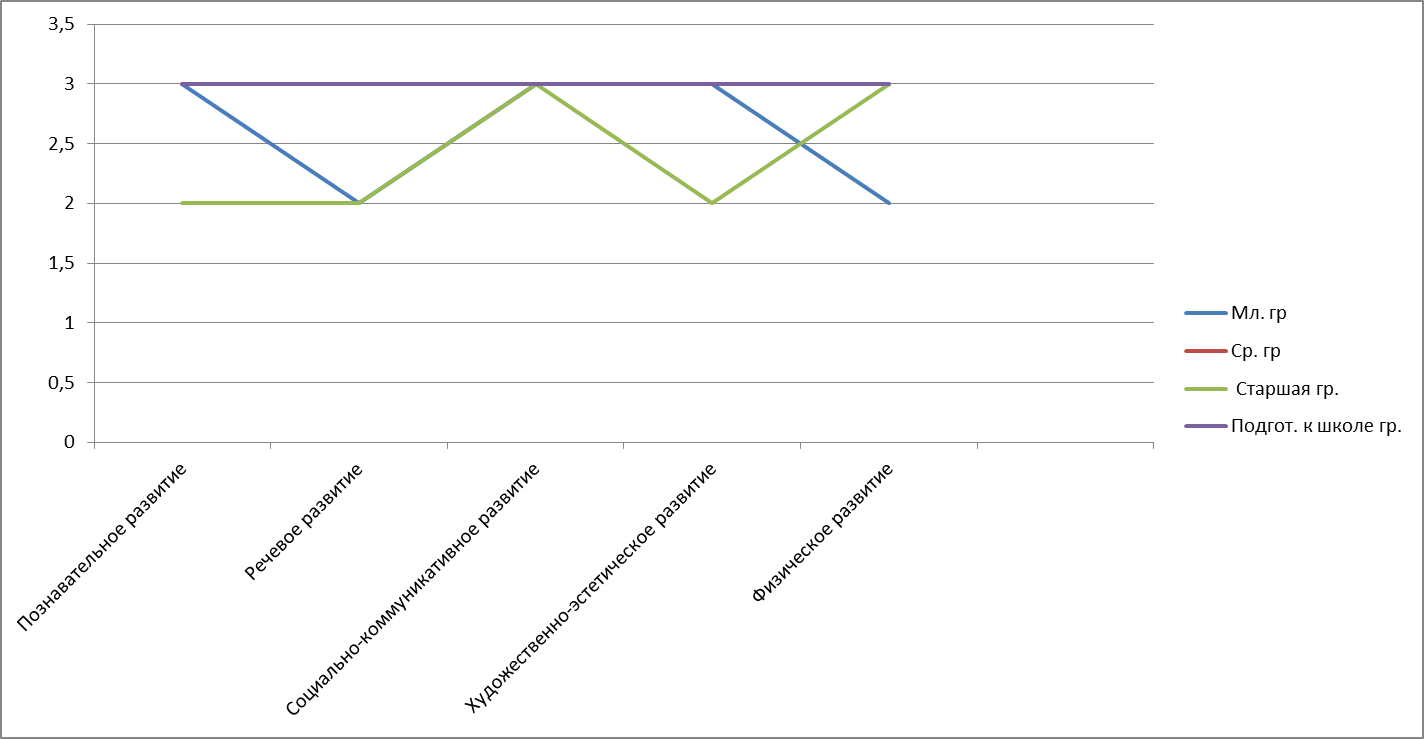 3,5
3
2,5
2
1,5
1
0,5
0
Познавательное развитие
Речевое развитие
Социально-коммуникативное развитие
Художественно-эстетическое развитие
Физическое развитие
Мл. гр
Ср. гр
Старшая гр.
Подгот. к школе гр.